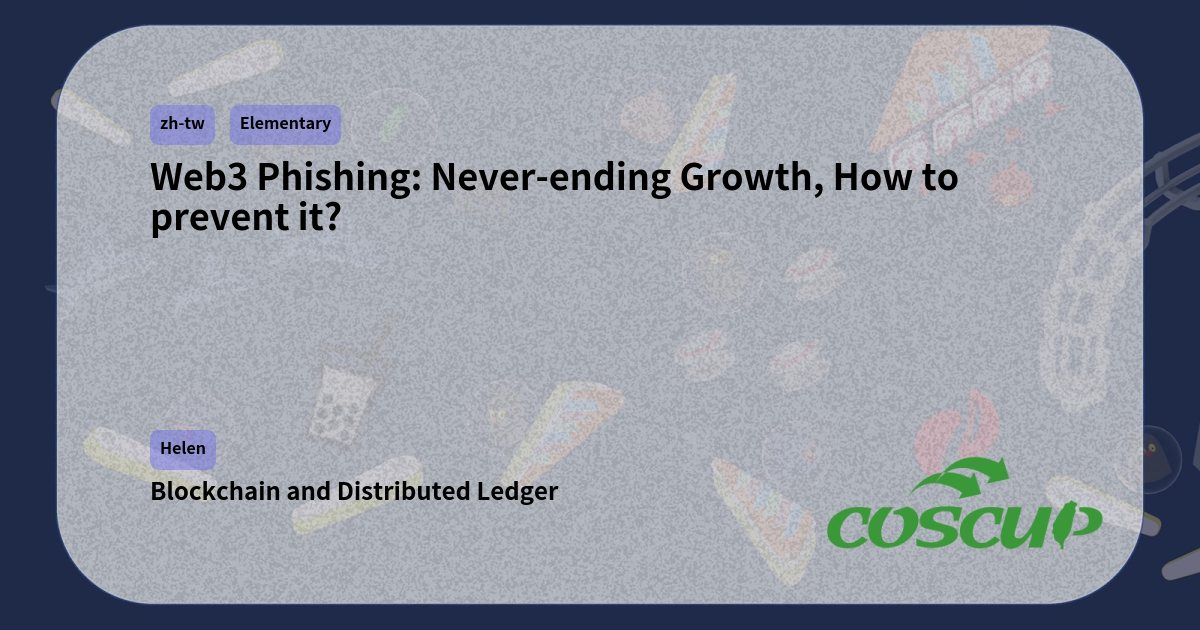 zh-tw Elementary
Web3 Phishing: Never-ending Growth, How to
prevent it?
Helen
Blockchain and Distributed Ledger
COSCUP